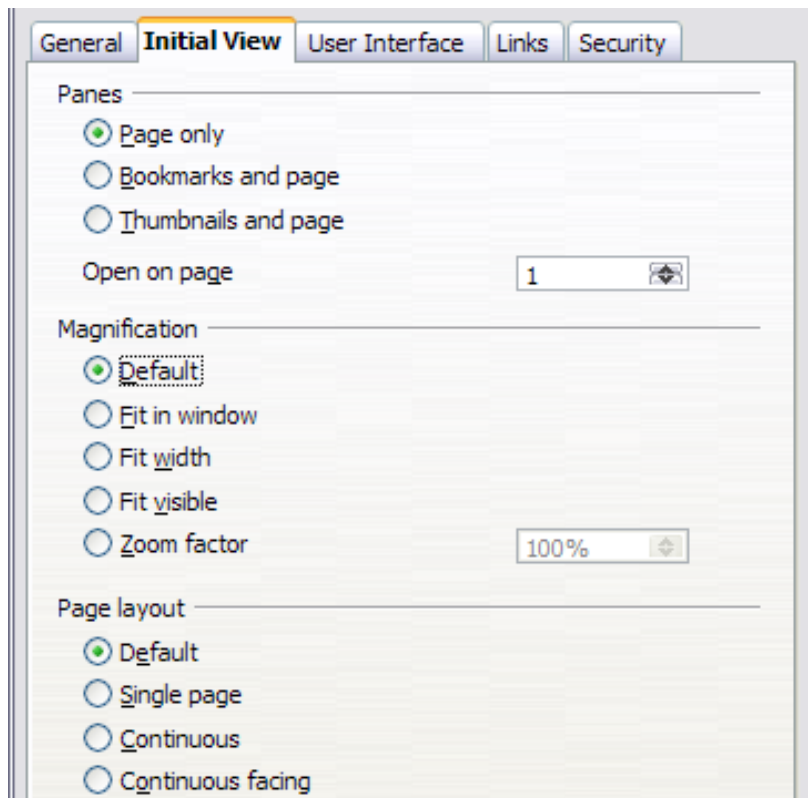 General Initial View User Interface Links Security
Panes
Page only
Bookmarks and page
Thumbnails and page
Open on page 1
Magnification
Default
Fit in window
Fit width
Fit visible
Zoom factor 100%
Page layout
Default
Single page
Continuous
Continuous facing